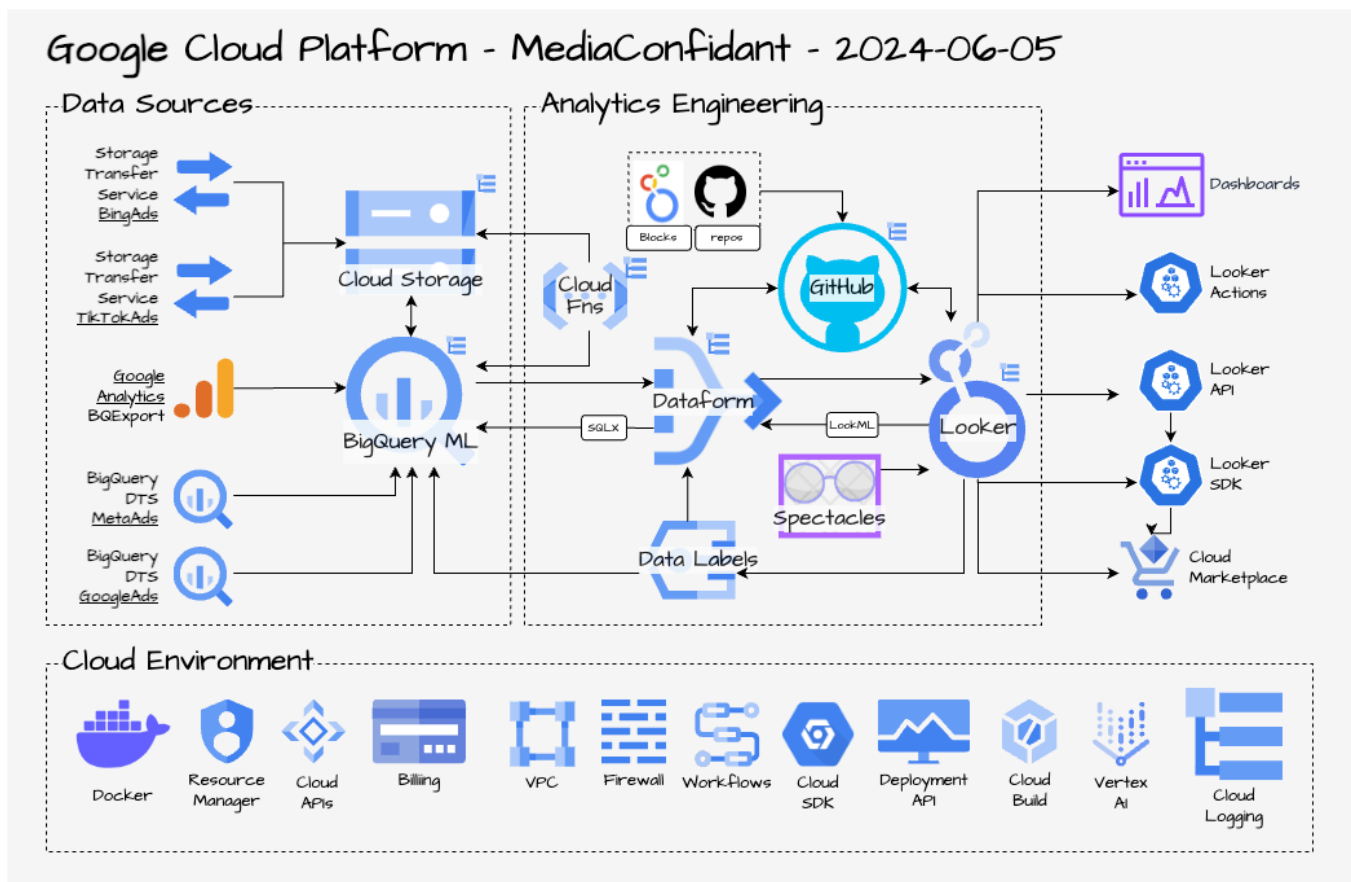 Google Cloud Platform - MediaConfidant - 2024-06-05
Data Sources
Storage
Transfer
Service
BingAds
Storage
Transfer
Service
TikTokAds
Google
Analytics
BQExport
BigQuery
DTS
MetaAds
BigQuery
DTS
GoogleAds
Cloud Storage
BigQuery ML
Analytics Engineering
Blocks
repos
Cloud
Fns
GitHub
Dataform
SQLX
LookML
Looker
Spectacles
Data Labels
Dashboards
Looker
Actions
Looker
API
Looker
SDK
Cloud
Marketplace
Cloud Environment
Docker
Resource
Manager
Cloud
APIs
Billiing
VPC
Firewall
Workflows
Cloud
SDK
Deployment
API
Cloud
Build
Vertex
AI
Cloud
Logging